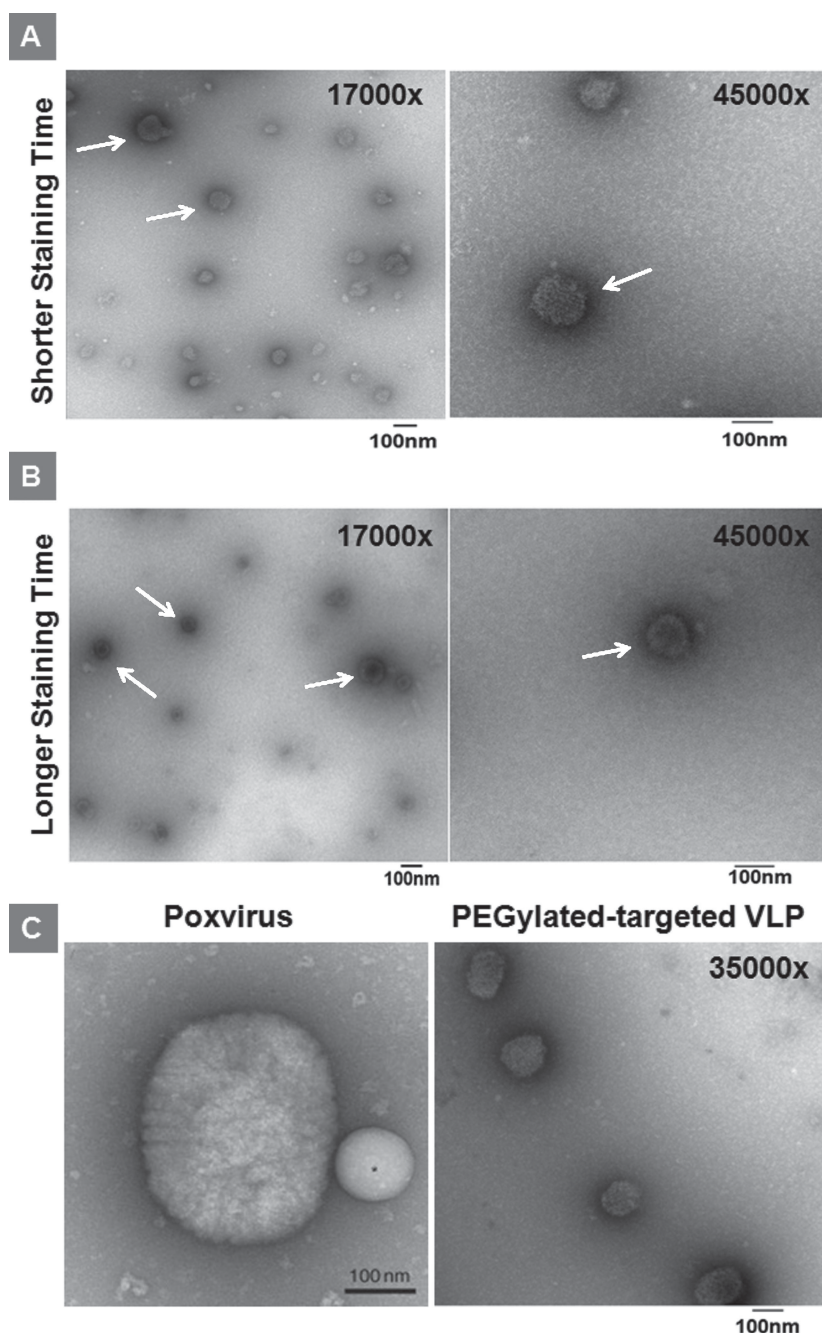 A
Shorter Staining Time
17000x
45000x
100nm
100nm
B
Longer Staining Time
17000x
45000x
100nm
100nm
C
Poxvirus
PEGylated-targeted VLP
35000x
100 nm
100nm